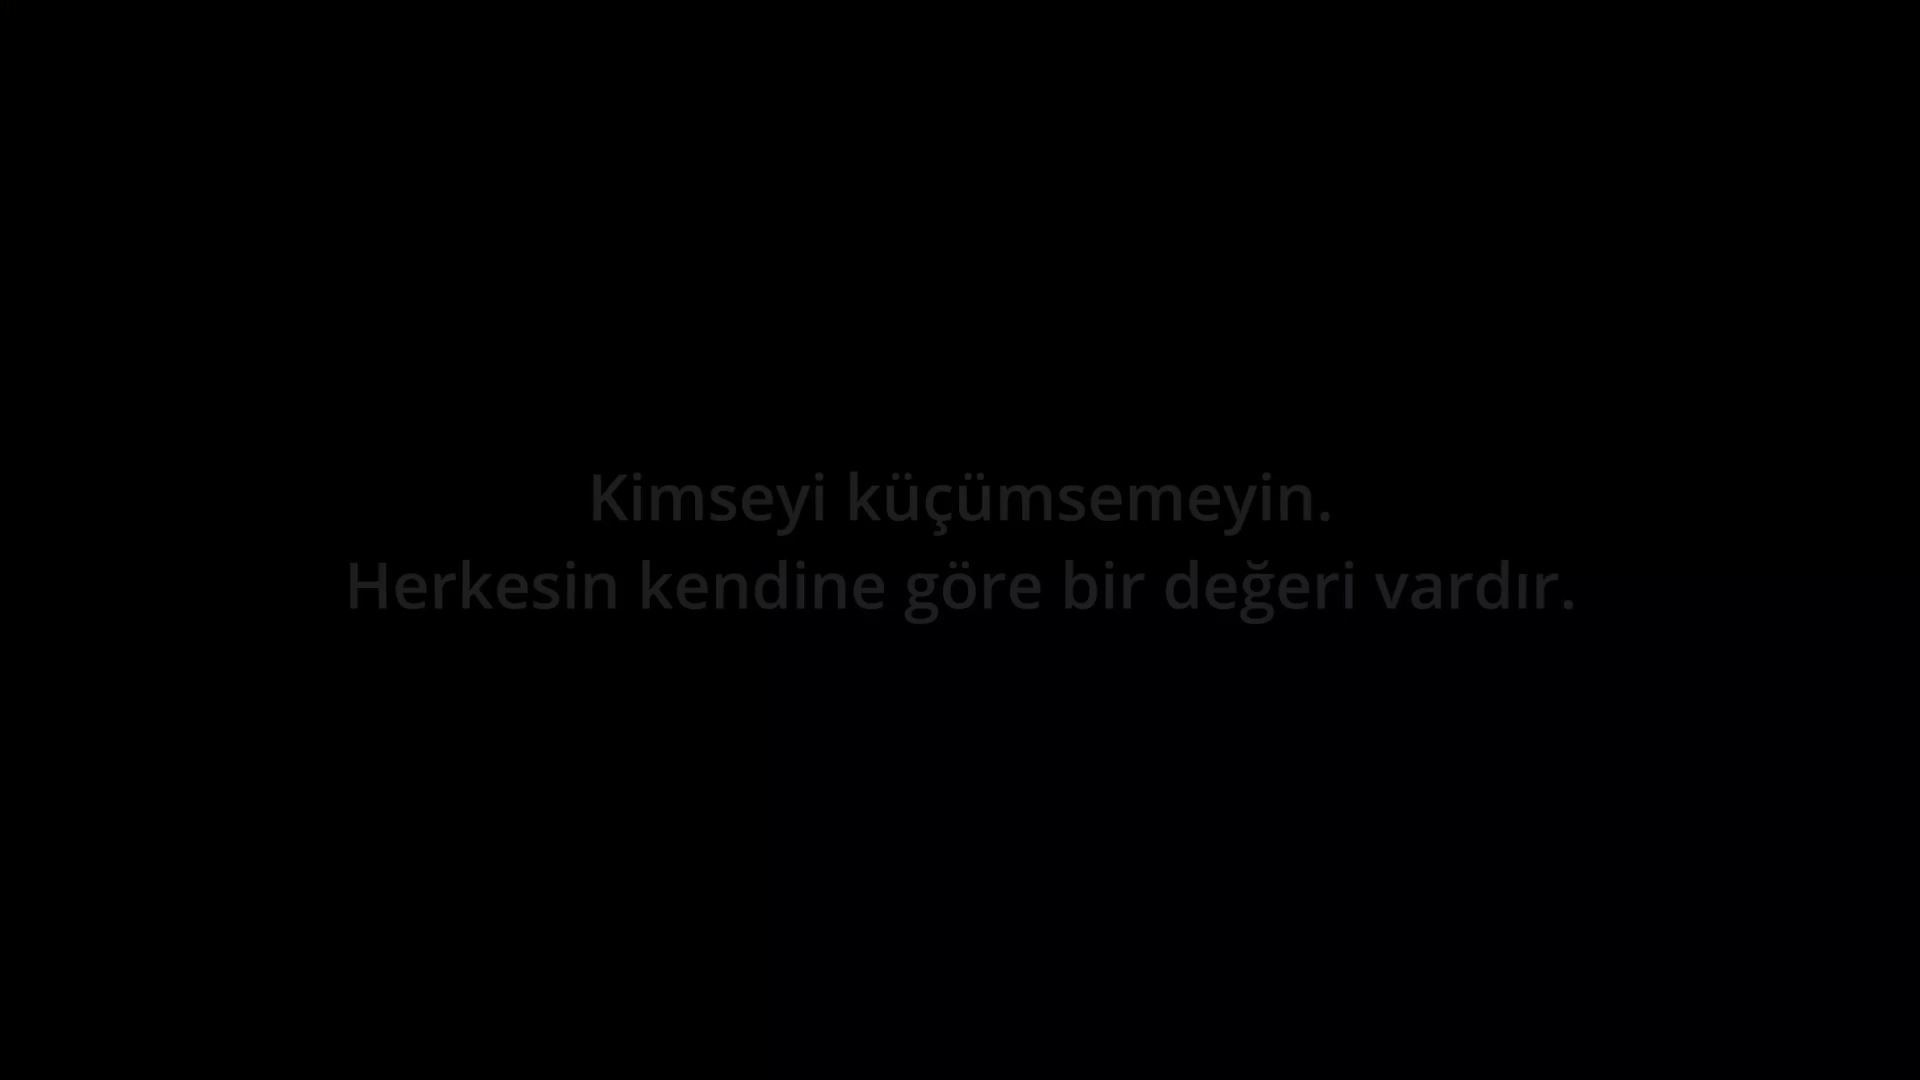 Kimseyi küçümsemeyin.
Herkesin kendine göre bir değeri vardır.